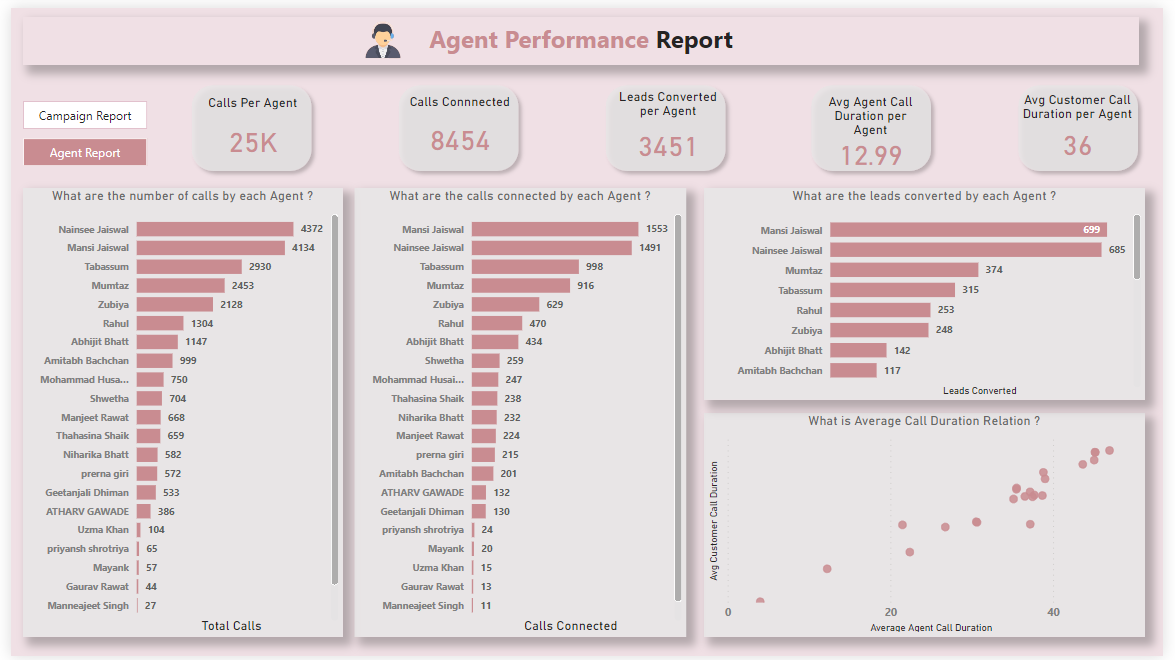 Agent Performance Report
Campaign Report
Agent Report
Calls Per Agent
25K
Calls Connnected
8454
Leads Converted
per Agent
3451
Avg Agent Call
Duration per
Agent
12.99
Avg Customer Call
Duration per Agent
36
What are the number of calls by each Agent ?
Nainsee Jaiswal 4372
Mansi Jaiswal 4134
Tabassum 2930
Mumtaz 2453
Zubiya 2128
Rahul 1304
Abhijit Bhatt 1147
Amitabh Bachchan 999
Mohammad Husa... 750
Shwetha 704
Manjeet Rawat 668
Thahasina Shaik 659
Niharika Bhatt 582
prerna giri 572
Geetanjali Dhiman 533
ATHARV GAWADE 386
Uzma Khan 104
priyansh shrotriya 65
Mayank 57
Gaurav Rawat 44
Manneajeet Singh 27
Total Calls
What are the calls connected by each Agent ?
Mansi Jaiswal 1553
Nainsee Jaiswal 1491
Tabassum 998
Mumtaz 916
Zubiya 629
Rahul 470
Abhijit Bhatt 434
Shwetha 259
Mohammad Husai... 247
Thahasina Shaik 238
Niharika Bhatt 232
Manjeet Rawat 224
prerna giri 215
Amitabh Bachchan 201
ATHARV GAWADE 132
Geetanjali Dhiman 130
priyansh shrotriya 24
Mayank 20
Uzma Khan 15
Gaurav Rawat 13
Manneajeet Singh 11
Calls Connected
What are the leads converted by each Agent ?
Mansi Jaiswal 699
Nainsee Jaiswal 685
Mumtaz 374
Tabassum 315
Rahul 253
Zubiya 248
Abhijit Bhatt 142
Amitabh Bachchan 117
Leads Converted
What is Average Call Duration Relation ?
Avg Customer Call Duration
0 20 40
Average Agent Call Duration